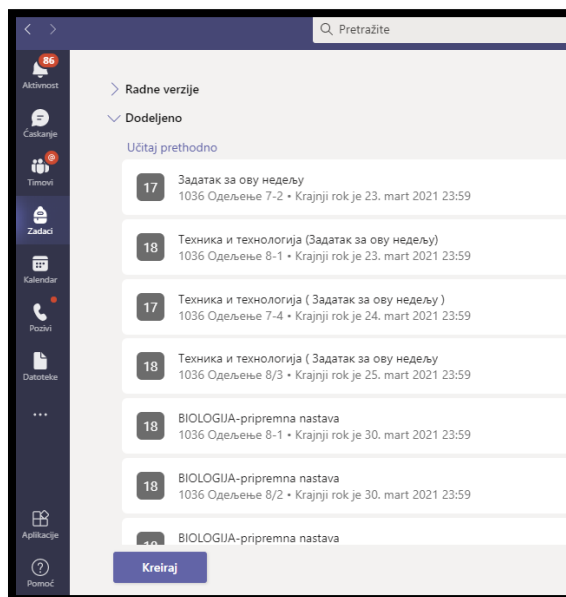 Pretražite
86
Aktivnost
Ćaskanje
@
Timovi
Zadaci
Kalendar
Pozivi
Datoteke
Aplikacije
Pomoć
Radne verzije
Dodeljeno
Učitaj prethodno
17
Задатак за ову недељу
1036 Одељење 7-2 • Krajnji rok je 23. mart 2021 23:59
18
Техника и технологија (Задатак за ову недељу)
1036 Одељење 8-1 • Krajnji rok je 23. mart 2021 23:59
17
Техника и технологија ( Задатак за ову недељу )
1036 Одељење 7-4 • Krajnji rok je 24. mart 2021 23:59
18
Техника и технологија ( Задатак за ову недељу
1036 Одељење 8/3 • Krajnji rok je 25. mart 2021 23:59
18
BIOLOGIJA-pripremna nastava
1036 Одељење 8-1 • Krajnji rok je 30. mart 2021 23:59
18
BIOLOGIJA-pripremna nastava
1036 Одељење 8/2 • Krajnji rok je 30. mart 2021 23:59
BIOLOGIJA-pripremna nastava
Kreiraj